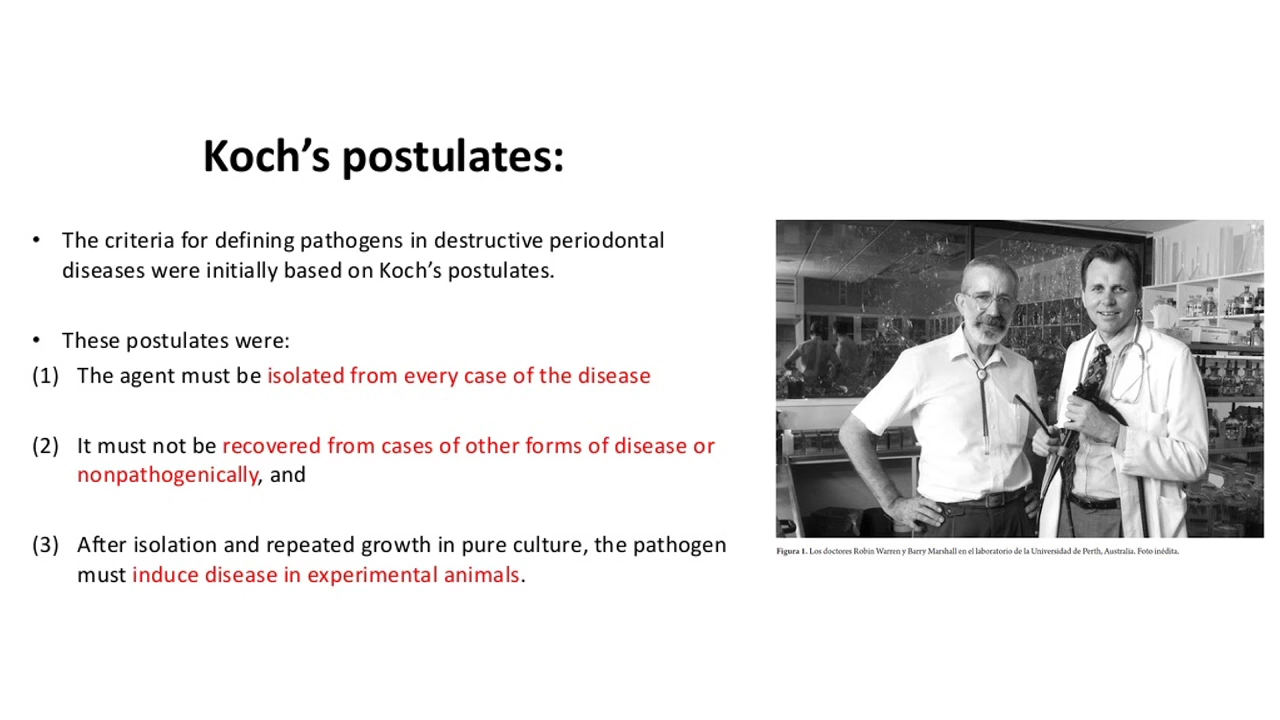 Koch’s postulates:
• The criteria for defining pathogens in destructive periodontal
diseases were initially based on Koch’s postulates.
• These postulates were:
(1) The agent must be isolated from every case of the disease
(2) It must not be recovered from cases of other forms of disease or
nonpathogenically, and
(3) After isolation and repeated growth in pure culture, the pathogen
must induce disease in experimental animals.
Figura 1. Los doctores Robin Warren y Barry Marshall en el laboratorio de la Universidad de Perth, Australia. Foto inédita.